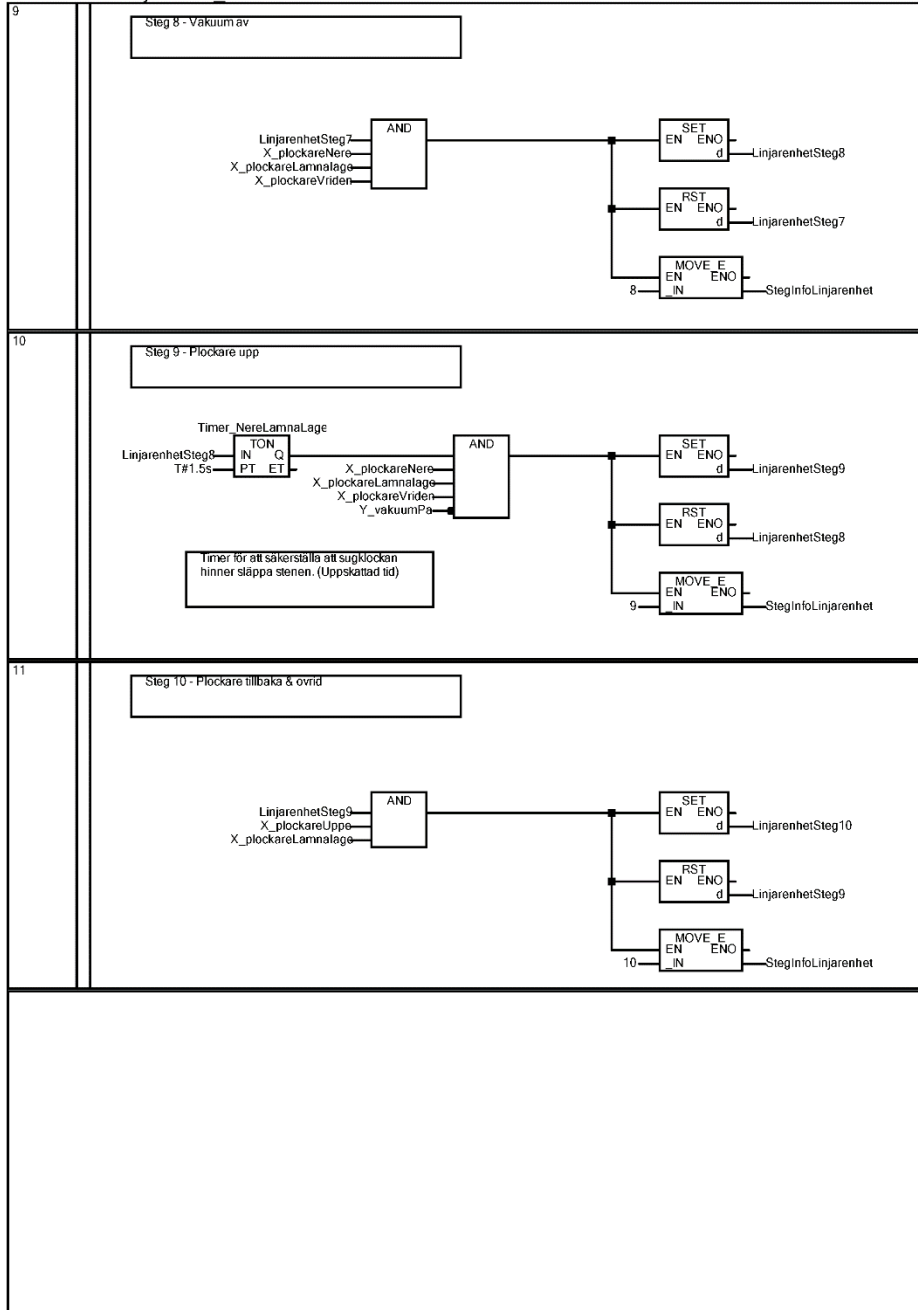 9
Steg 8 - Vakuum av
AND
LinjarenhetSteg7
X_plockareNere
X_plockareLamnalage
X_plockareVriden
SET
EN ENO
d
LinjarenhetSteg8
RST
EN ENO
d
LinjarenhetSteg7
MOVE_E
EN ENO
8 _IN
StegInfoLinjarenhet
10
Steg 9 - Plockare upp
Timer_NereLamnaLage
TON
LinjarenhetSteg8 IN Q
T#1.5s PT ET
AND
X_plockareNere
X_plockareLamnalage
X_plockareVriden
Y_vakuumPa
SET
EN ENO
d
LinjarenhetSteg9
RST
EN ENO
d
LinjarenhetSteg8
MOVE_E
EN ENO
9 _IN
StegInfoLinjarenhet
Timer för att säkerställa att sugklockan
hinner släppa stenen. (Uppskattad tid)
11
Steg 10 - Plockare tillbaka & ovrid
AND
LinjarenhetSteg9
X_plockareUppe
X_plockareLamnalage
SET
EN ENO
d
LinjarenhetSteg10
RST
EN ENO
d
LinjarenhetSteg9
MOVE_E
EN ENO
10 _IN
StegInfoLinjarenhet